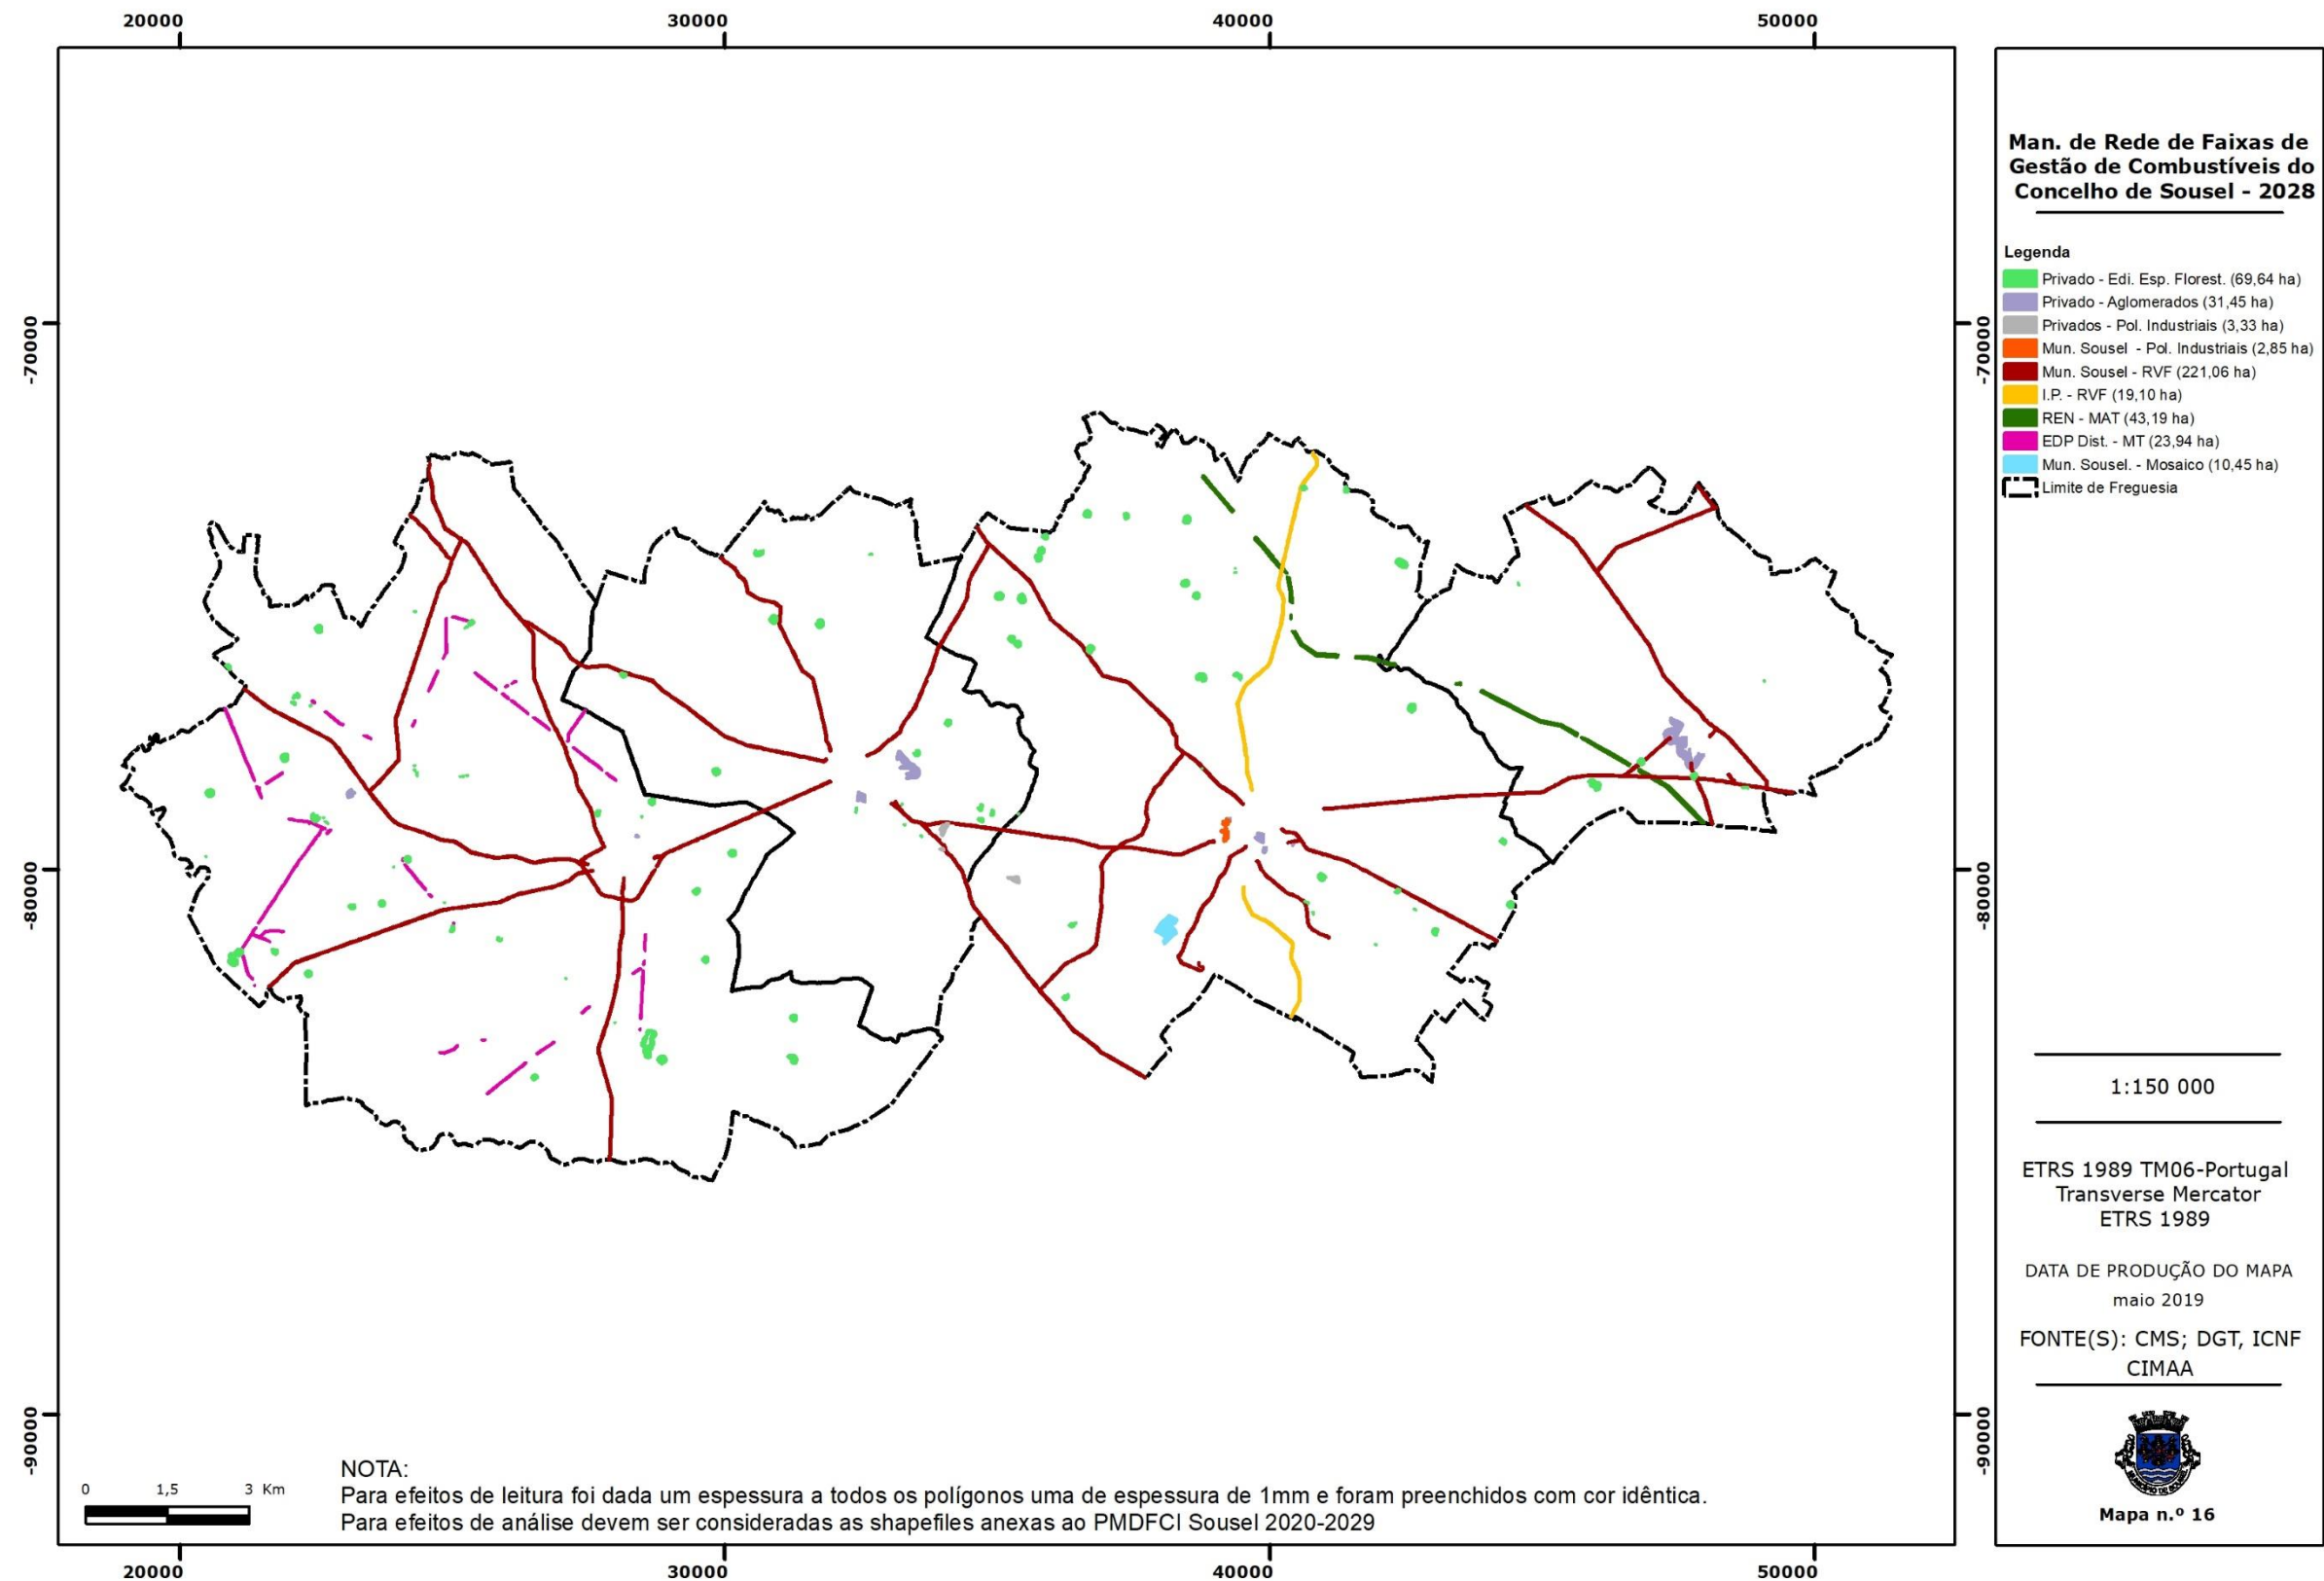 20000 30000 40000 50000
-70000 -70000
-80000 -80000
-90000 -90000
20000 30000 40000 50000
0 1,5 3 Km
NOTA:
Para efeitos de leitura foi dada um espessura a todos os polígonos uma de espessura de 1mm e foram preenchidos com cor idêntica.
Para efeitos de análise devem ser consideradas as shapefiles anexas ao PMDFCI Sousel 2020-2029
Man. de Rede de Faixas de
Gestão de Combustíveis do
Concelho de Sousel - 2028
Legenda
Privado - Edi. Esp. Florest. (69,64 ha)
Privado - Aglomerados (31,45 ha)
Privados - Pol. Industriais (3,33 ha)
Mun. Sousel - Pol. Industriais (2,85 ha)
Mun. Sousel - RVF (221,06 ha)
I.P. - RVF (19,10 ha)
REN - MAT (43,19 ha)
EDP Dist. - MT (23,94 ha)
Mun. Sousel. - Mosaico (10,45 ha)
Limite de Freguesia
1:150 000
ETRS 1989 TM06-Portugal
Transverse Mercator
ETRS 1989
DATA DE PRODUÇÃO DO MAPA
maio 2019
FONTE(S): CMS; DGT, ICNF
CIMAA
Mapa n.º 16